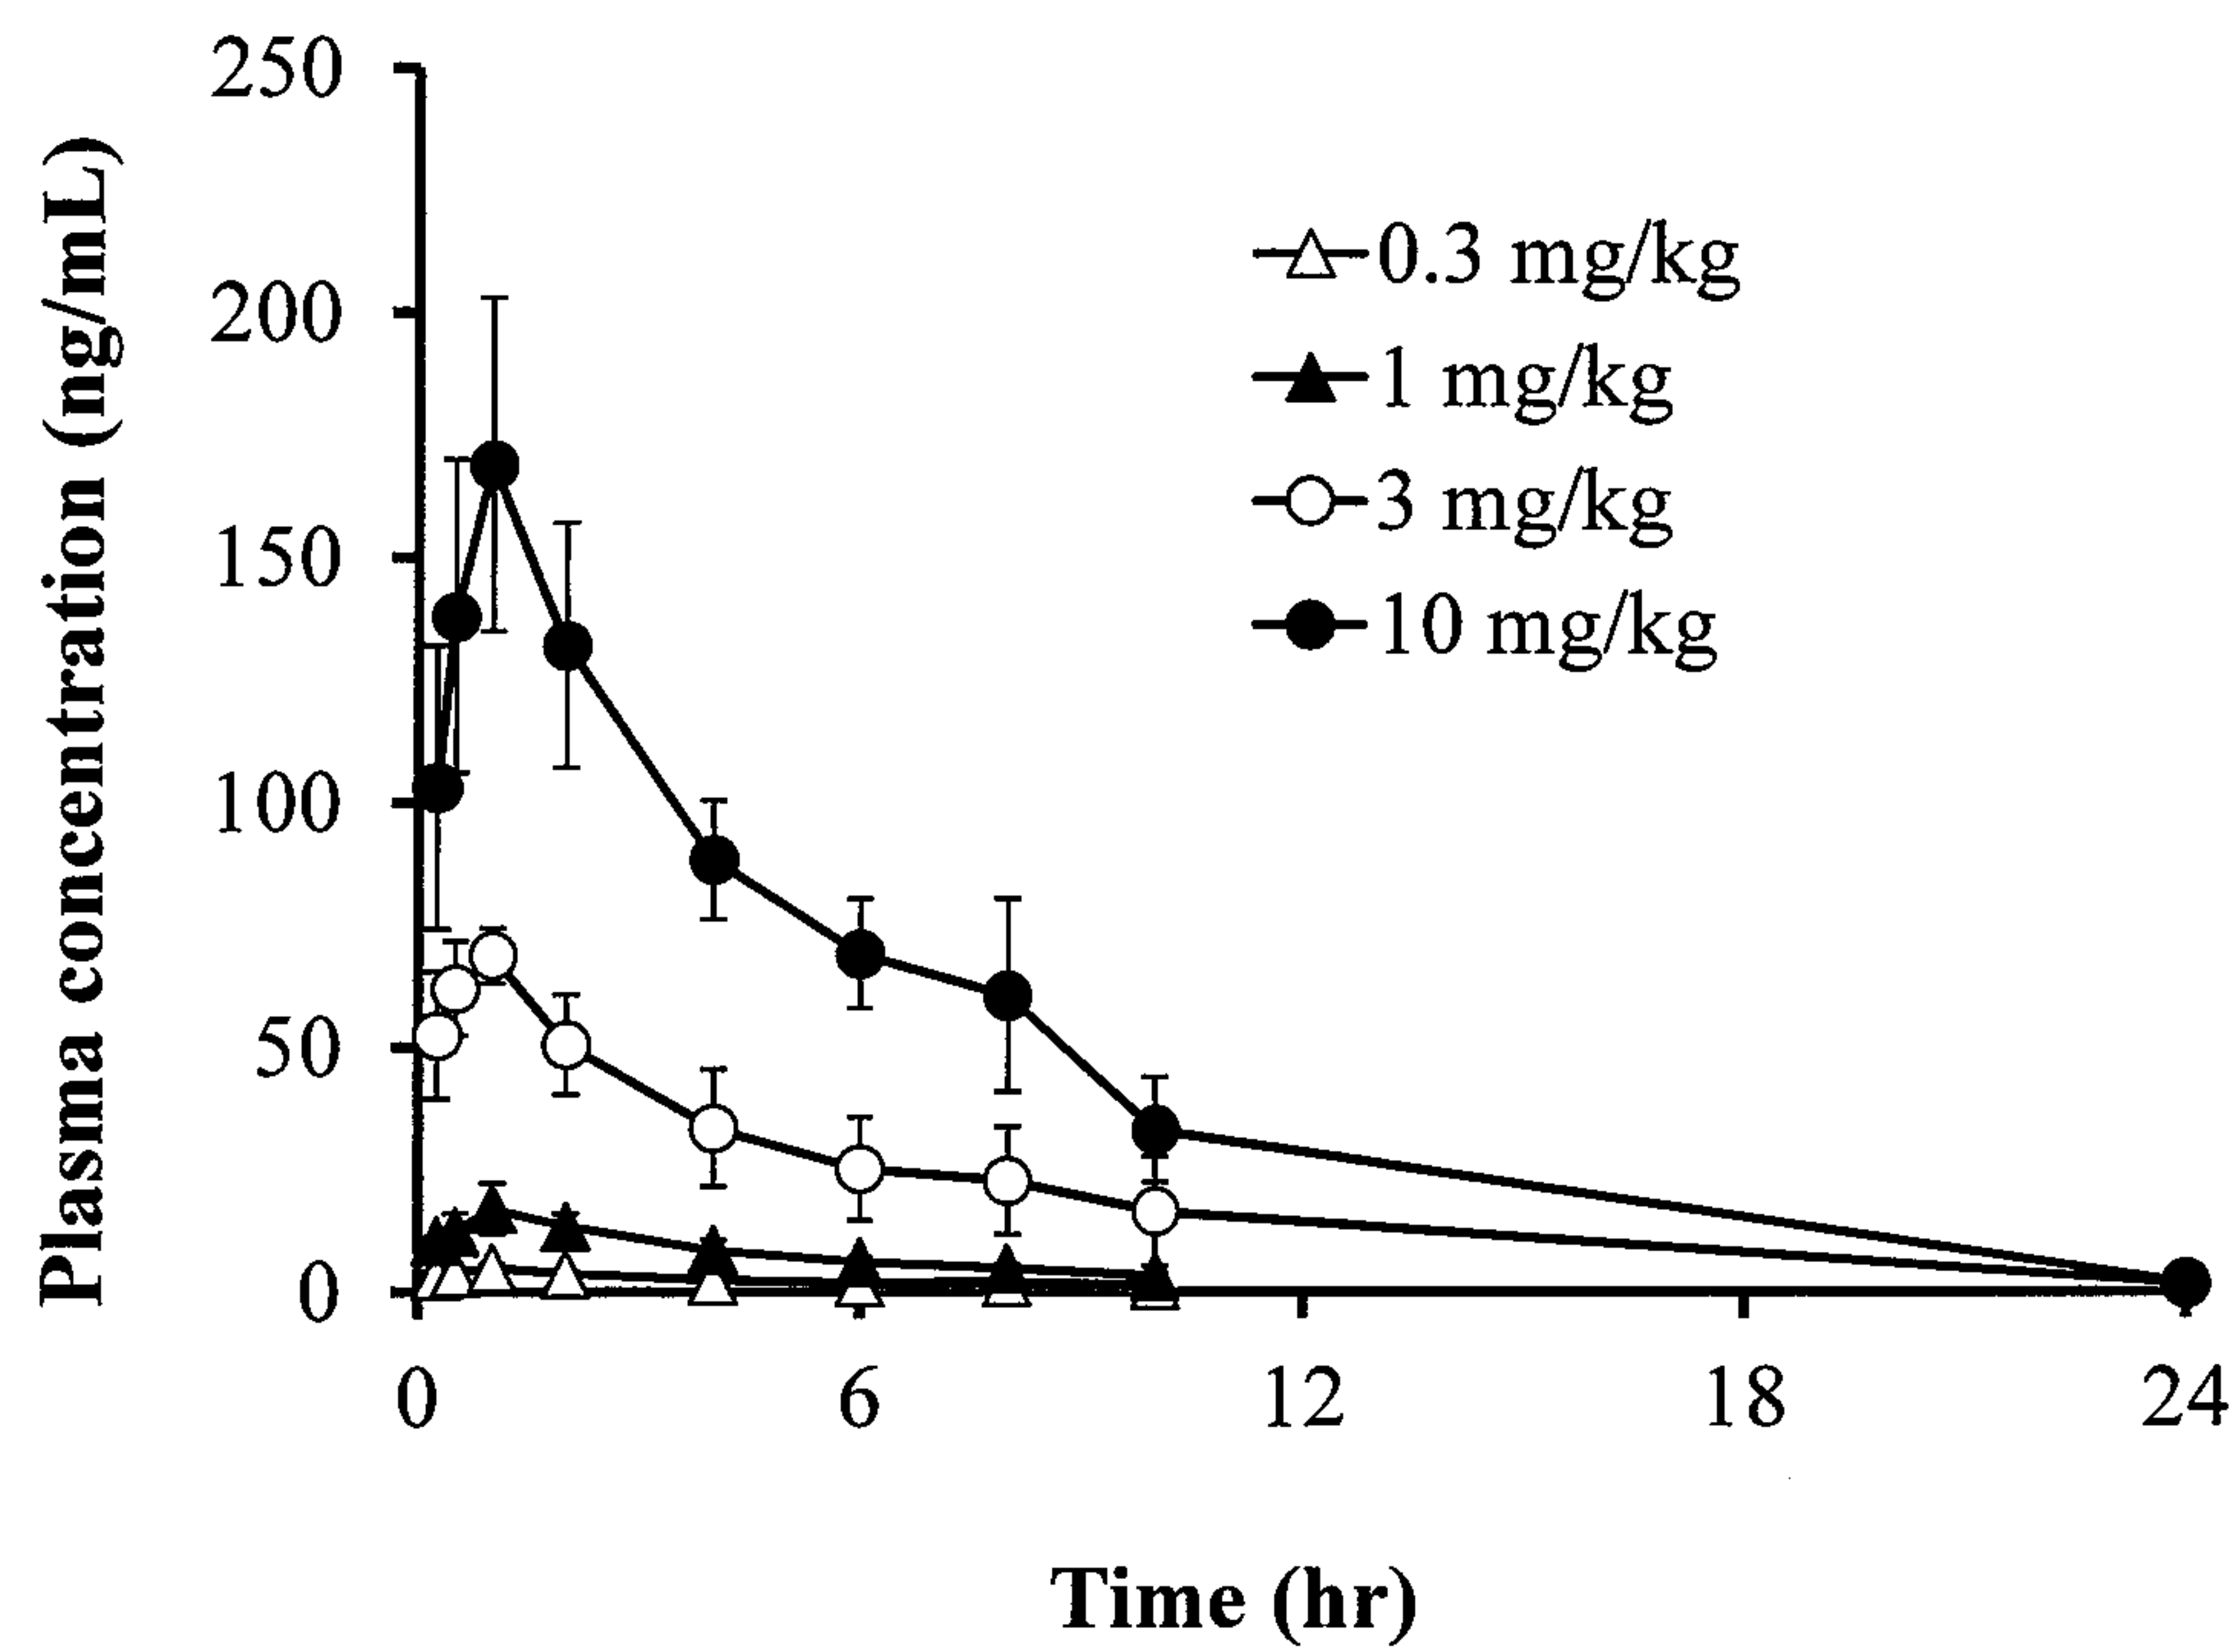 Plasma concentration (ng/mL)
250
200
150
100
50
0
0.3 mg/kg
1 mg/kg
3 mg/kg
10 mg/kg
0 6 12 18 24
Time (hr)